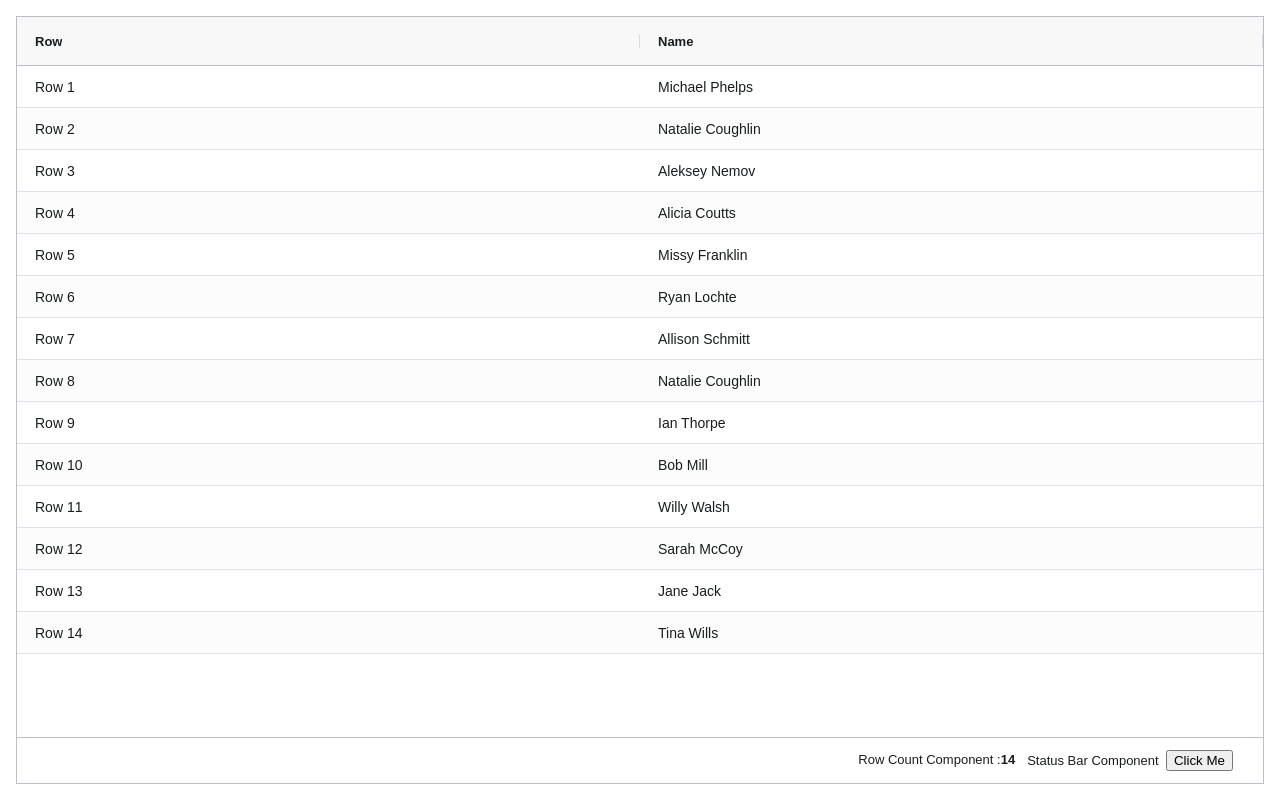 Row Name
Row 1 Michael Phelps
Row 2 Natalie Coughlin
Row 3 Aleksey Nemov
Row 4 Alicia Coutts
Row 5 Missy Franklin
Row 6 Ryan Lochte
Row 7 Allison Schmitt
Row 8 Natalie Coughlin
Row 9 Ian Thorpe
Row 10 Bob Mill
Row 11 Willy Walsh
Row 12 Sarah McCoy
Row 13 Jane Jack
Row 14 Tina Wills
Row Count Component :14 Status Bar Component Click Me